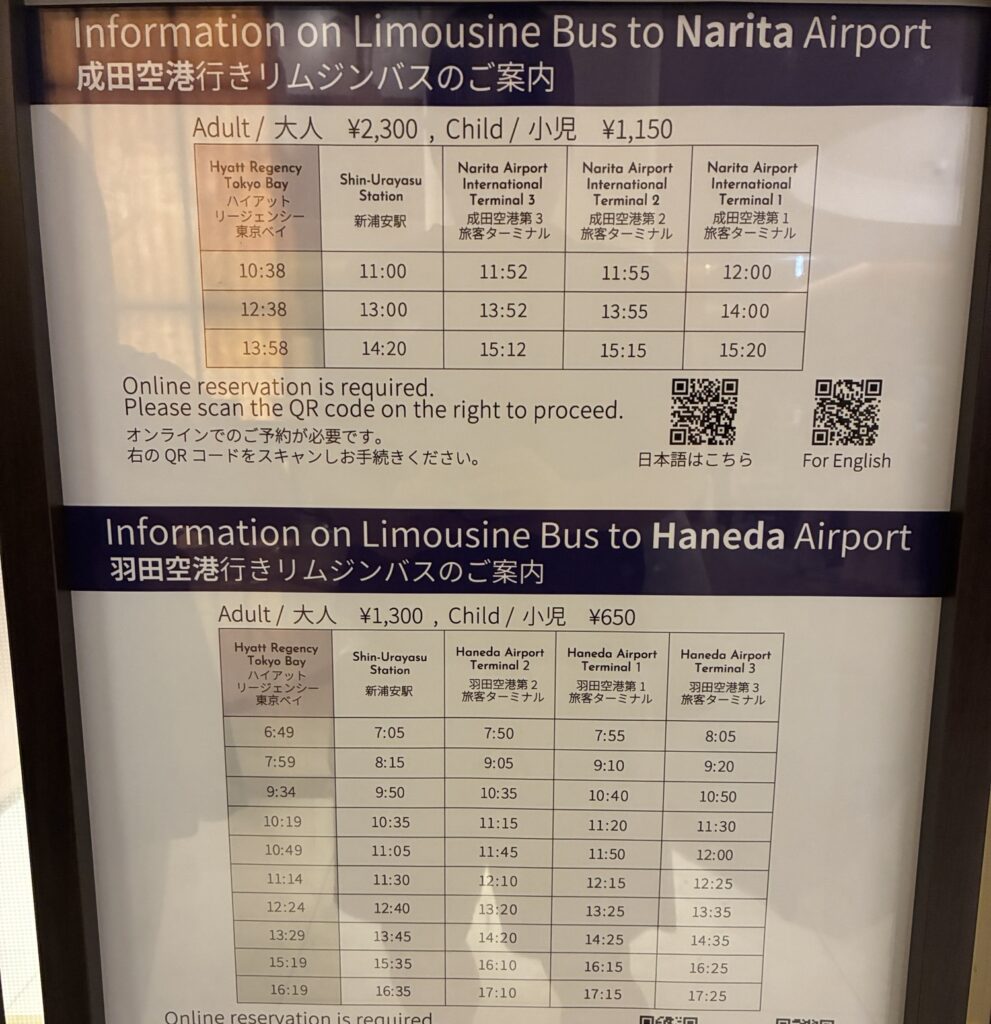 Information on Limousine Bus to Narita Airport
成田空港行きリムジンバスのご案内
Adult / 大人 ¥2,300 , Child / 小児 ¥1,150
Hyatt Regency Tokyo Bay ハイアット リージェンシー 東京ベイ | Shin-Urayasu Station 新浦安駅 | Narita Airport International Terminal 3 成田空港第3 旅客ターミナル | Narita Airport International Terminal 2 成田空港第2 旅客ターミナル | Narita Airport International Terminal 1 成田空港第1 旅客ターミナル
10:38 11:00 11:52 11:55 12:00
12:38 13:00 13:52 13:55 14:00
13:58 14:20 15:12 15:15 15:20
Online reservation is required.
Please scan the QR code on the right to proceed.
オンラインでのご予約が必要です。
右の QR コードをスキャンしお手続きください。
日本語はこちら For English
Information on Limousine Bus to Haneda Airport
羽田空港行きリムジンバスのご案内
Adult / 大人 ¥1,300 , Child / 小児 ¥650
Hyatt Regency Tokyo Bay ハイアット リージェンシー 東京ベイ | Shin-Urayasu Station 新浦安駅 | Haneda Airport Terminal 2 羽田空港第2 旅客ターミナル | Haneda Airport Terminal 1 羽田空港第1 旅客ターミナル | Haneda Airport Terminal 3 羽田空港第3 旅客ターミナル
6:49 7:05 7:50 7:55 8:05
7:59 8:15 9:05 9:10 9:20
9:34 9:50 10:35 10:40 10:50
10:19 10:35 11:15 11:20 11:30
10:49 11:05 11:45 11:50 12:00
11:14 11:30 12:10 12:15 12:25
12:24 12:40 13:20 13:25 13:35
13:29 13:45 14:20 14:25 14:35
15:19 15:35 16:10 16:15 16:25
16:19 16:35 17:10 17:15 17:25
Online reservation is required